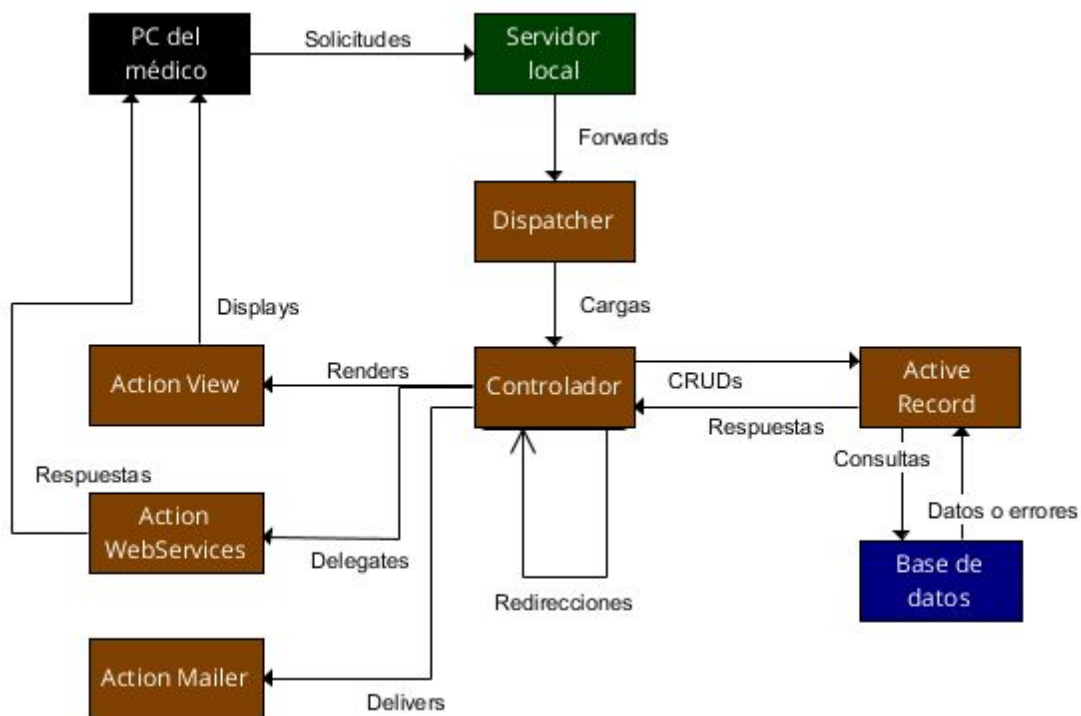 PC del
médico
Solicitudes
Servidor
local
Forwards
Dispatcher
Cargas
Displays
Action View
Renders
Controlador
CRUDs
Active
Record
Respuestas
Consultas
Respuestas
Action
WebServices
Delegates
Datos o errores
Redirecciones
Base de
datos
Action Mailer
Delivers